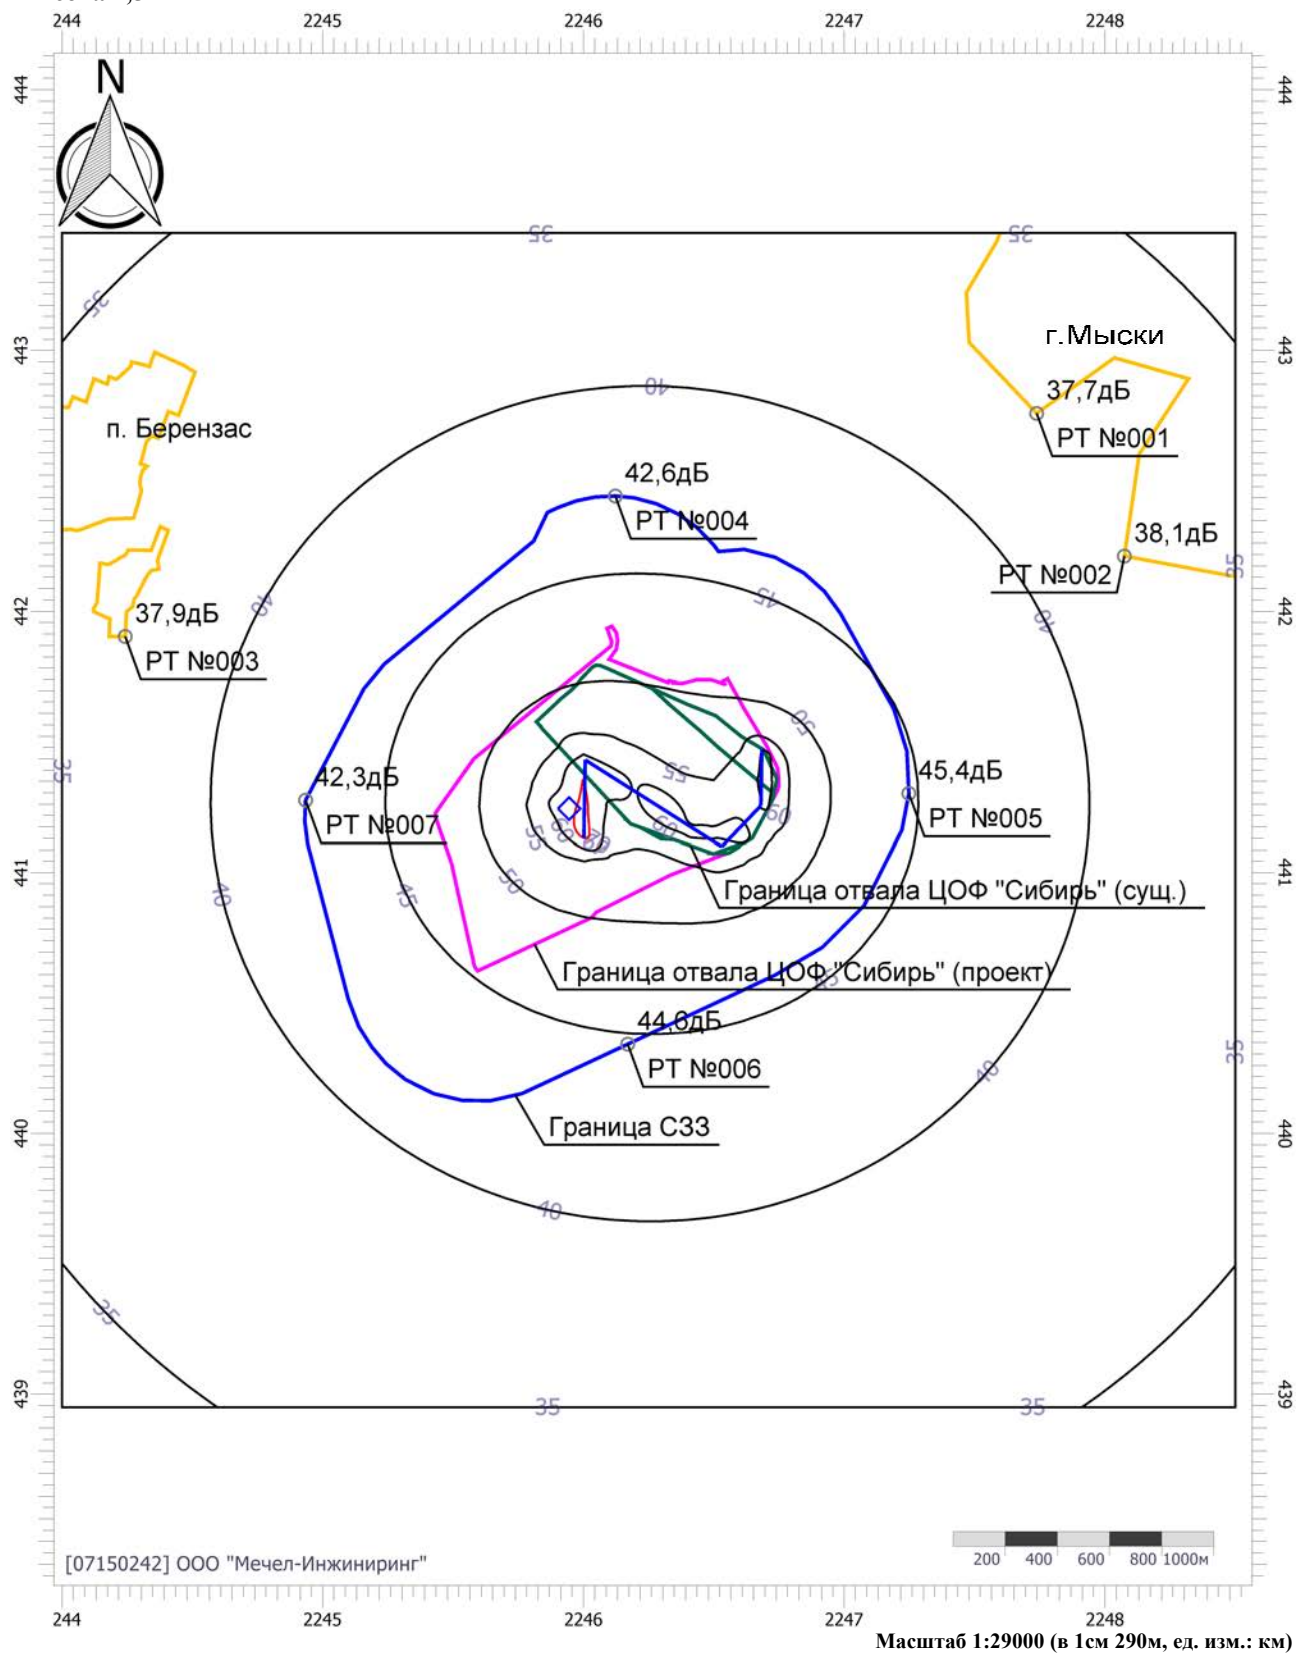 244 2245 2246 2247 2248
444 444
N
35 35
35
443 443
г.Мыски
40
37,7дБ
п. Берензас
РТ №001
42,6дБ
РТ №004
38,1дБ
35
РТ №002
45
40
442 442
37,9дБ
40
РТ №003
50
35
55
42,3дБ
45,4дБ
60
РТ №007
60
РТ №005
55
60
441 441
50
45
40
Граница отвала ЦОФ "Сибирь" (сущ.)
Граница отвала ЦОФ "Сибирь" (проект)
44,6дБ
35
РТ №006
40
Граница СЗЗ
440 440
40
35
439 439
35 35
200 400 600 800 1000м
[07150242] ООО "Мечел-Инжиниринг"
244 2245 2246 2247 2248
Масштаб 1:29000 (в 1см 290м, ед. изм.: км)